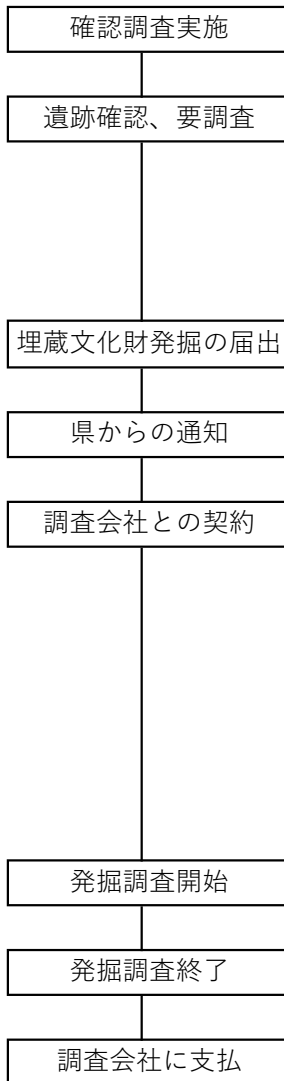 確認調査実施
遺跡確認、要調査
埋蔵文化財発掘の届出
県からの通知
調査会社との契約
発掘調査開始
発掘調査終了
調査会社に支払